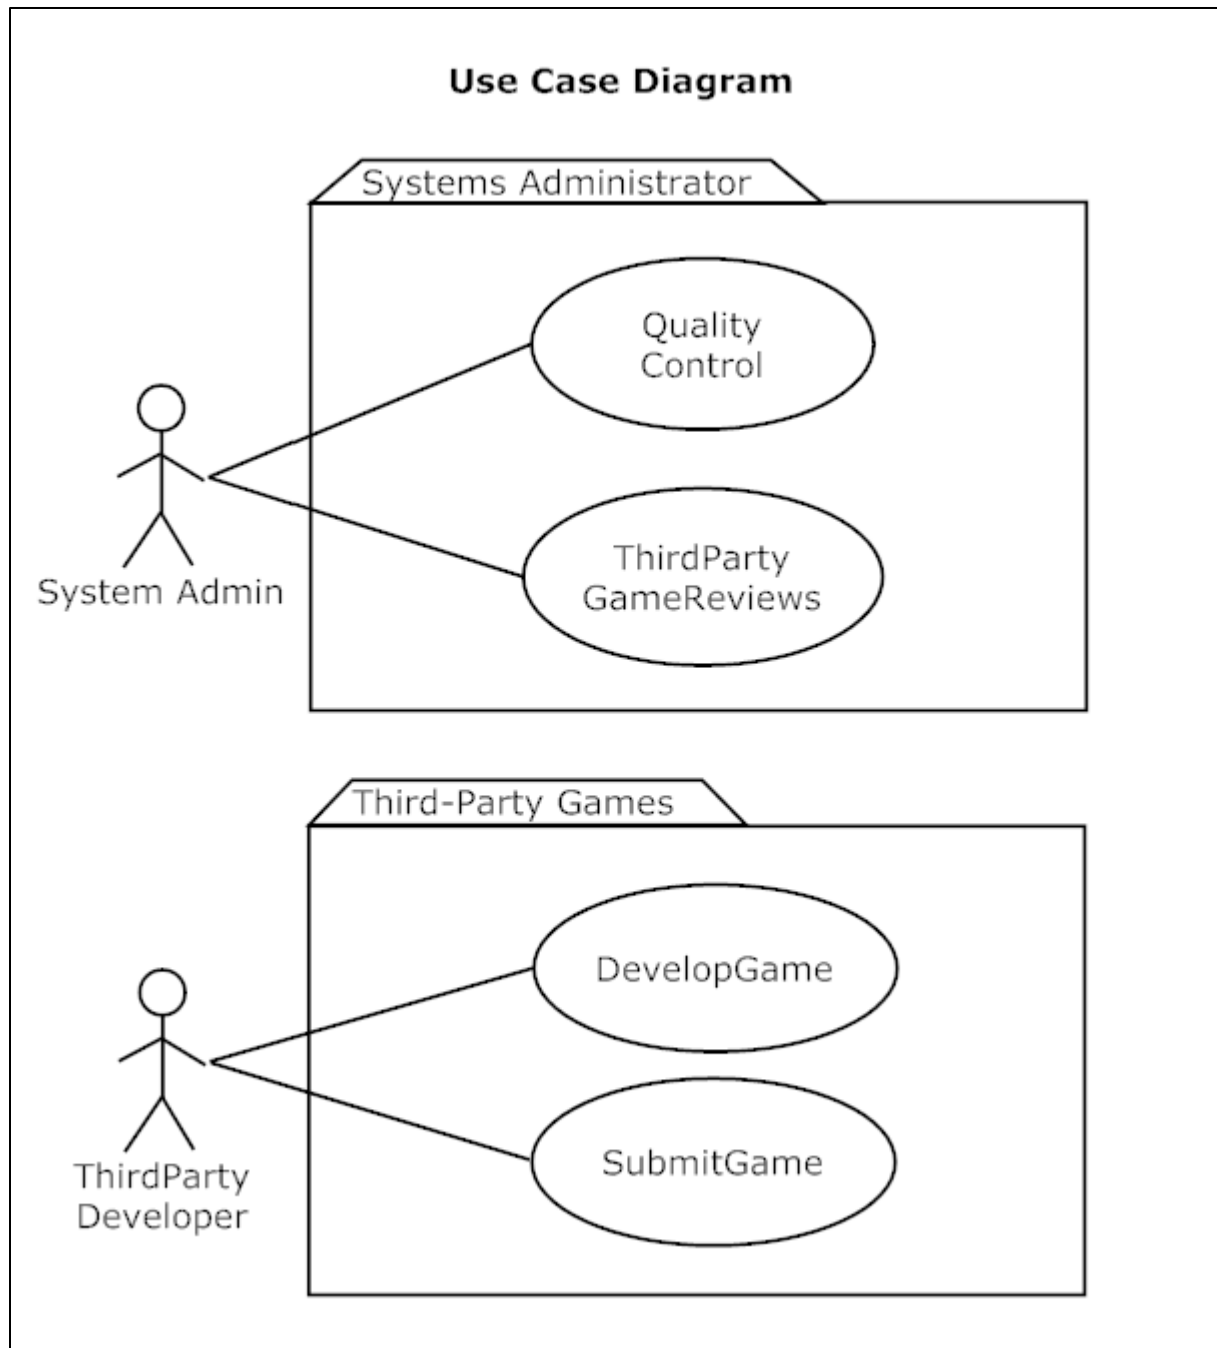 Use Case Diagram
Systems Administrator
Quality
Control
System Admin
ThirdParty
GameReviews
Third-Party Games
DevelopGame
ThirdParty
Developer
SubmitGame